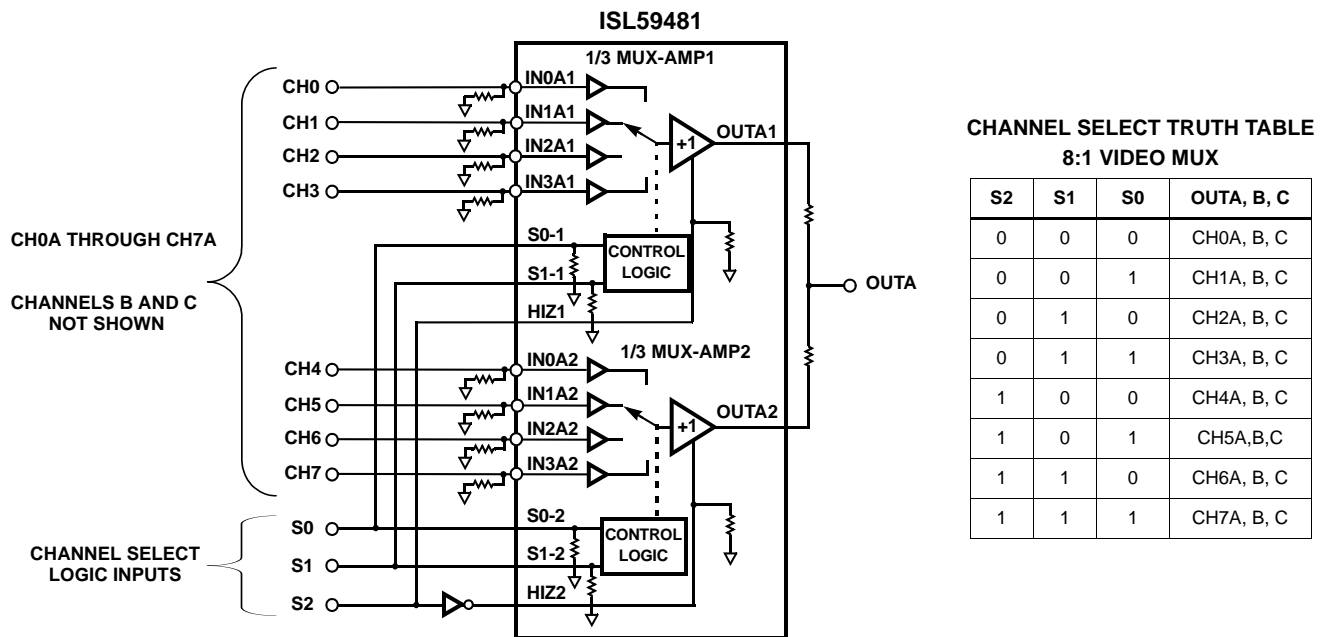 ISL59481
1/3 MUX-AMP1
CH0
IN0A1
CH1
IN1A1
CH2
IN2A1
CH3
IN3A1
+1
OUTA1
CH0A THROUGH CH7A
CHANNELS B AND C
NOT SHOWN
S0-1
S1-1
HIZ1
CONTROL
LOGIC
OUTA
1/3 MUX-AMP2
CH4
IN0A2
CH5
IN1A2
CH6
IN2A2
CH7
IN3A2
+1
OUTA2
CHANNEL SELECT
LOGIC INPUTS
S0
S0-2
S1
S1-2
S2
HIZ2
CONTROL
LOGIC
CHANNEL SELECT TRUTH TABLE
8:1 VIDEO MUX
S2 S1 S0 OUTA, B, C
0 0 0 CH0A, B, C
0 0 1 CH1A, B, C
0 1 0 CH2A, B, C
0 1 1 CH3A, B, C
1 0 0 CH4A, B, C
1 0 1 CH5A,B,C
1 1 0 CH6A, B, C
1 1 1 CH7A, B, C